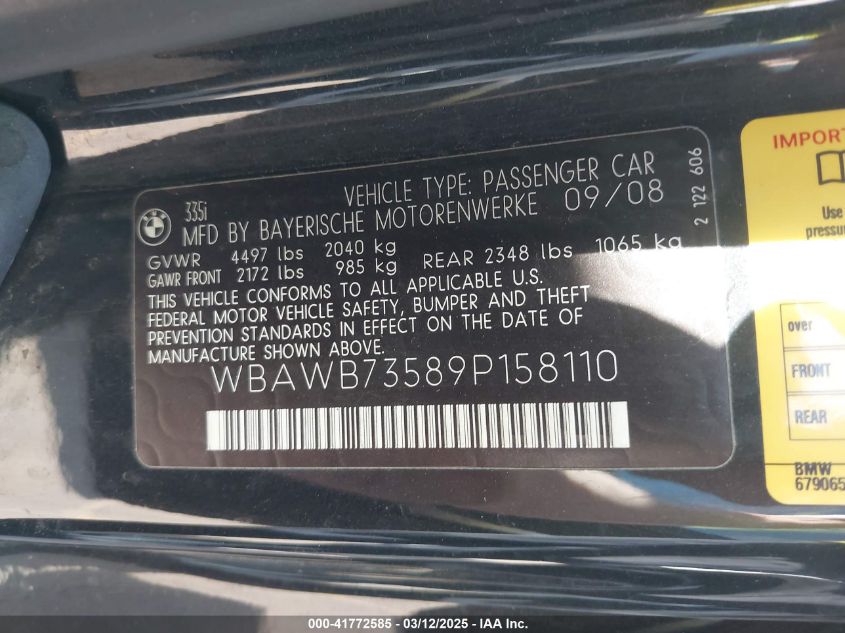 335i
VEHICLE TYPE: PASSENGER CAR
MFD BY BAYERISCHE MOTORENWERKE 09/08
GVWR 4497 lbs 2040 kg
GAWR FRONT 2172 lbs 985 kg REAR 2348 lbs 1065 kg
THIS VEHICLE CONFORMS TO ALL APPLICABLE U.S.
FEDERAL MOTOR VEHICLE SAFETY, BUMPER AND THEFT
PREVENTION STANDARDS IN EFFECT ON THE DATE OF
MANUFACTURE SHOWN ABOVE.
WBAWB73589P158110
2 122 606
IMPORT
Use
pressu
over
FRONT
REAR
BMW
679065
000-41772585 - 03/12/2025 - IAA Inc.